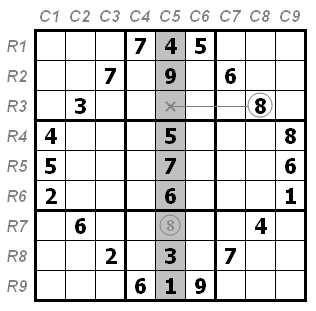 C1 C2 C3 C4 C5 C6 C7 C8 C9
R1 7 4 5
R2 7 9 6
R3 3 × 8
R4 4 5 8
R5 5 7 6
R6 2 6 1
R7 6 8 4
R8 2 3 7
R9 6 1 9